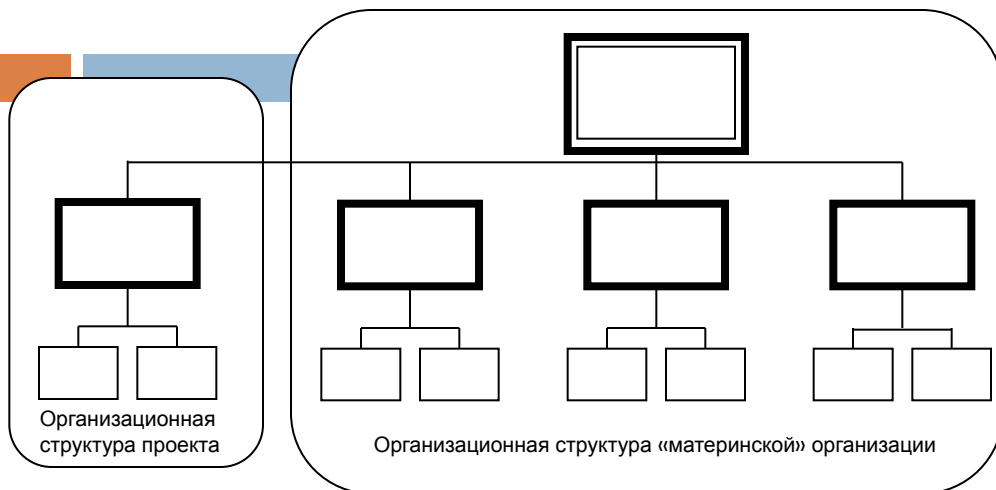 Организационная
структура проекта
Организационная структура «материнской» организации